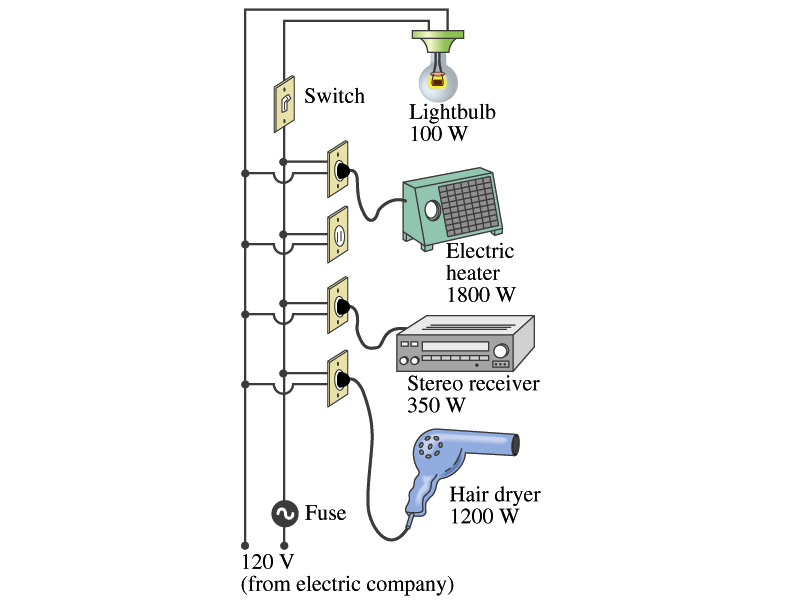 Switch
Lightbulb
100 W
Electric
heater
1800 W
Stereo receiver
350 W
Hair dryer
1200 W
Fuse
120 V
(from electric company)